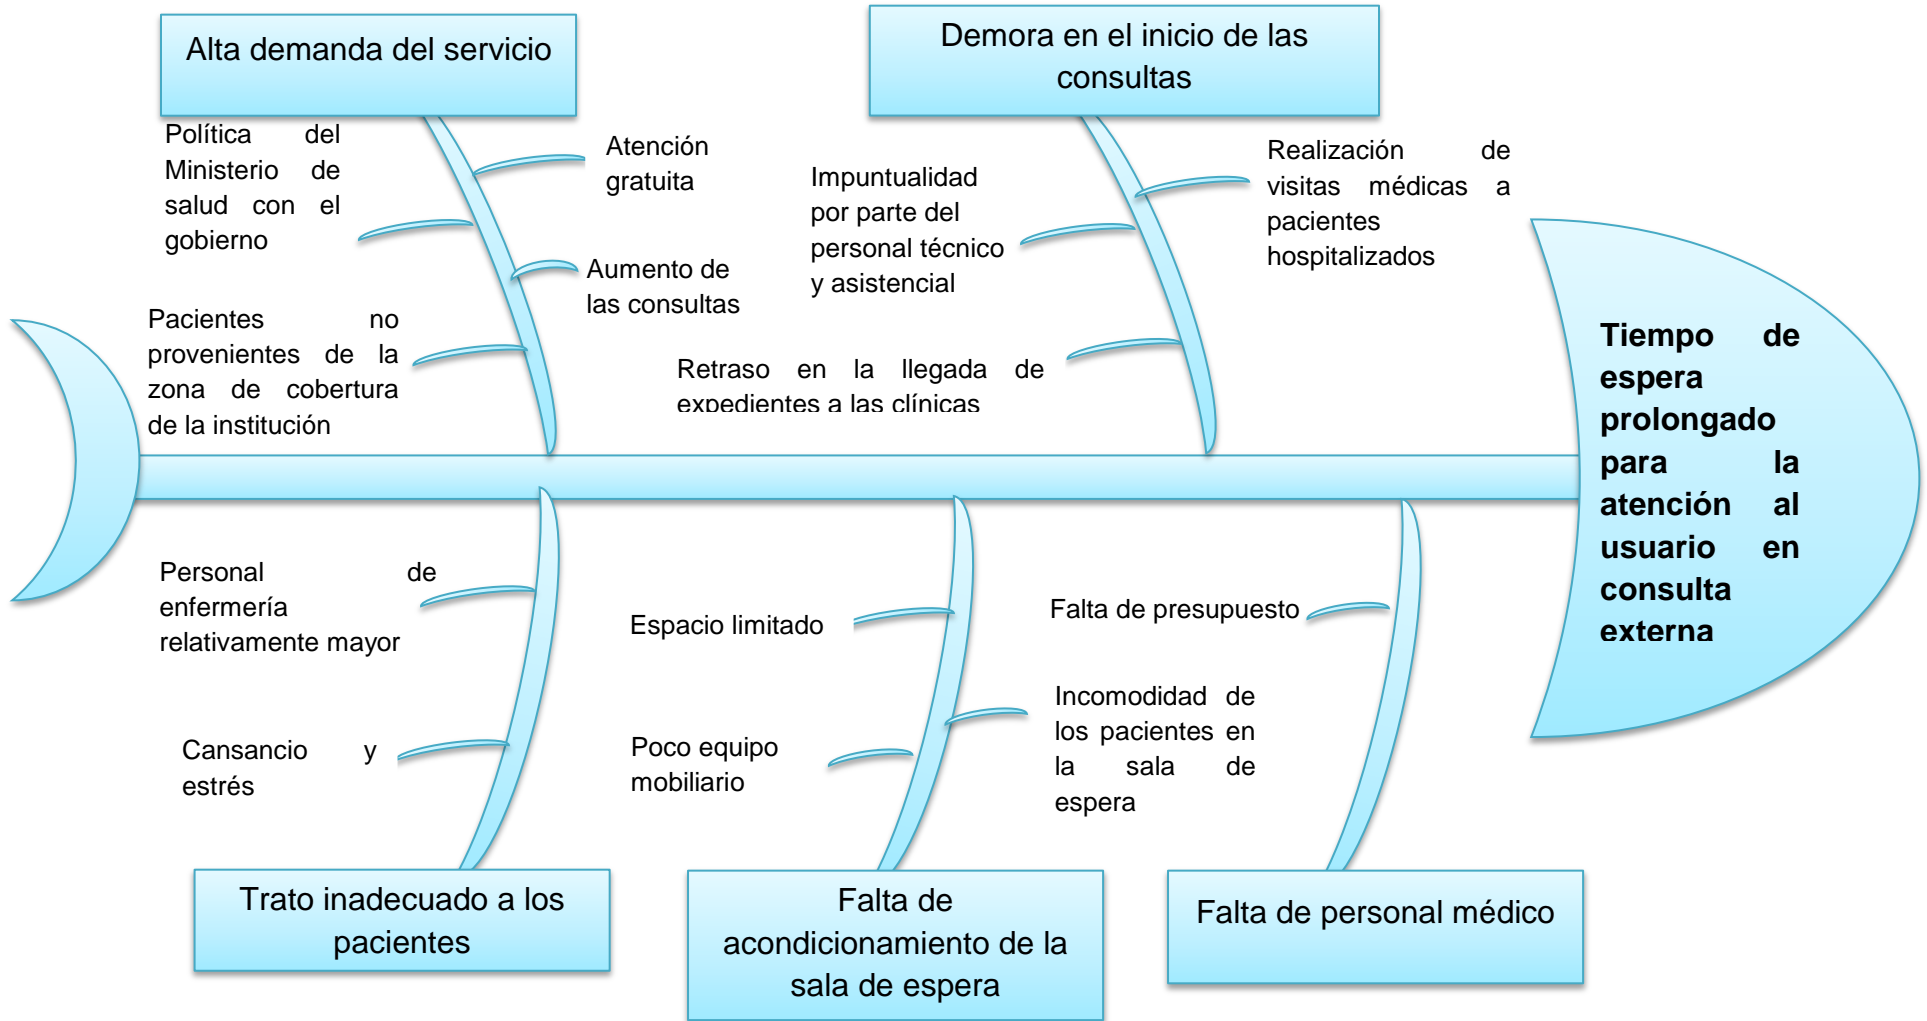 Alta demanda del servicio
Demora en el inicio de las
consultas
Política del
Ministerio de
salud con el
gobierno
Atención
gratuita
Aumento de
las consultas
Pacientes no
provenientes de la
zona de cobertura
de la institución
Impuntualidad
por parte del
personal técnico
y asistencial
Realización de
visitas médicas a
pacientes
hospitalizados
Retraso en la llegada de
expedientes a las clínicas
Tiempo de
espera
prolongado
para la
atención al
usuario en
consulta
externa
Personal de
enfermería
relativamente mayor
Cansancio y
estrés
Espacio limitado
Poco equipo
mobiliario
Falta de presupuesto
Incomodidad de
los pacientes en
la sala de
espera
Trato inadecuado a los
pacientes
Falta de
acondicionamiento de la
sala de espera
Falta de personal médico